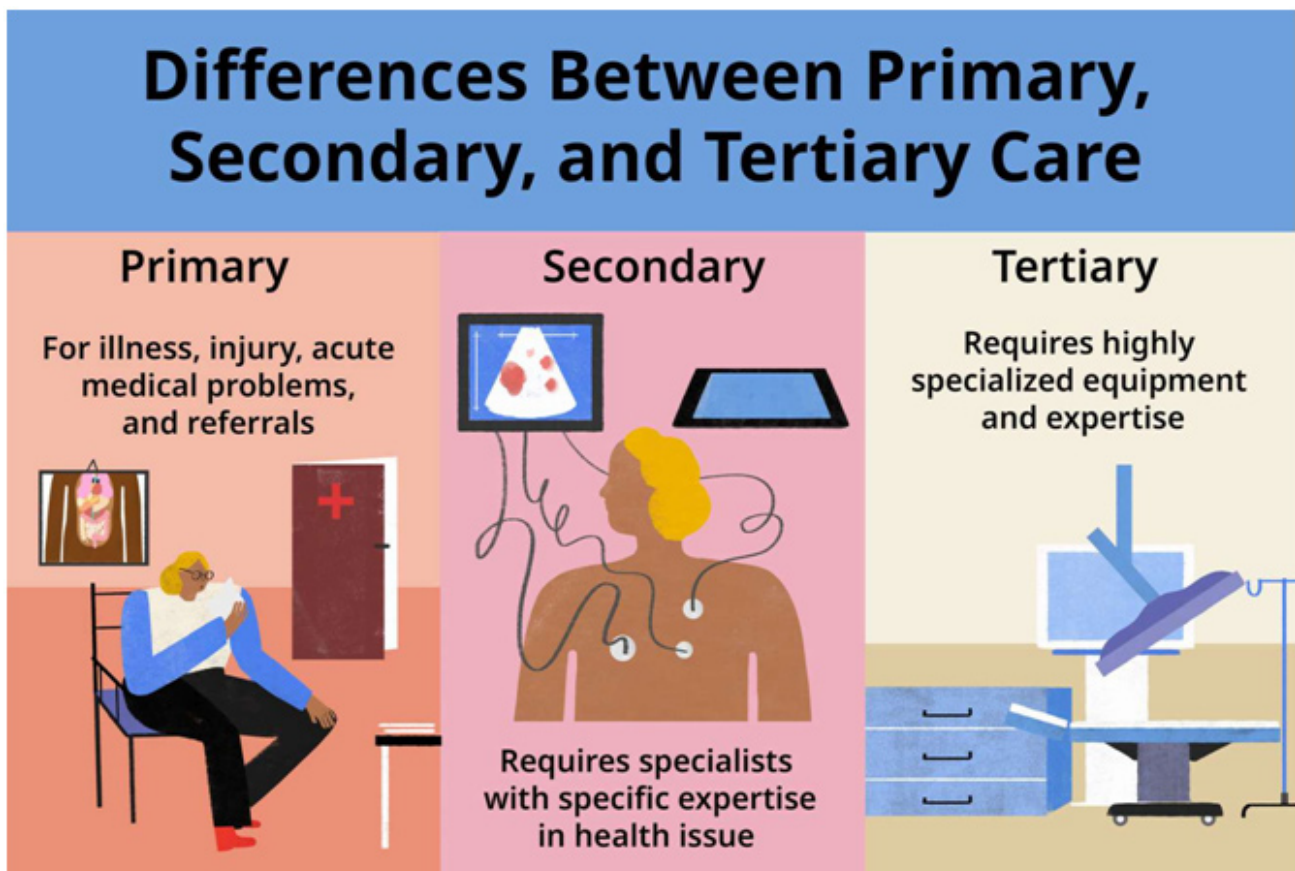 Differences Between Primary,
Secondary, and Tertiary Care
Primary
For illness, injury, acute
medical problems,
and referrals
Secondary
Requires specialists
with specific expertise
in health issue
Tertiary
Requires highly
specialized equipment
and expertise